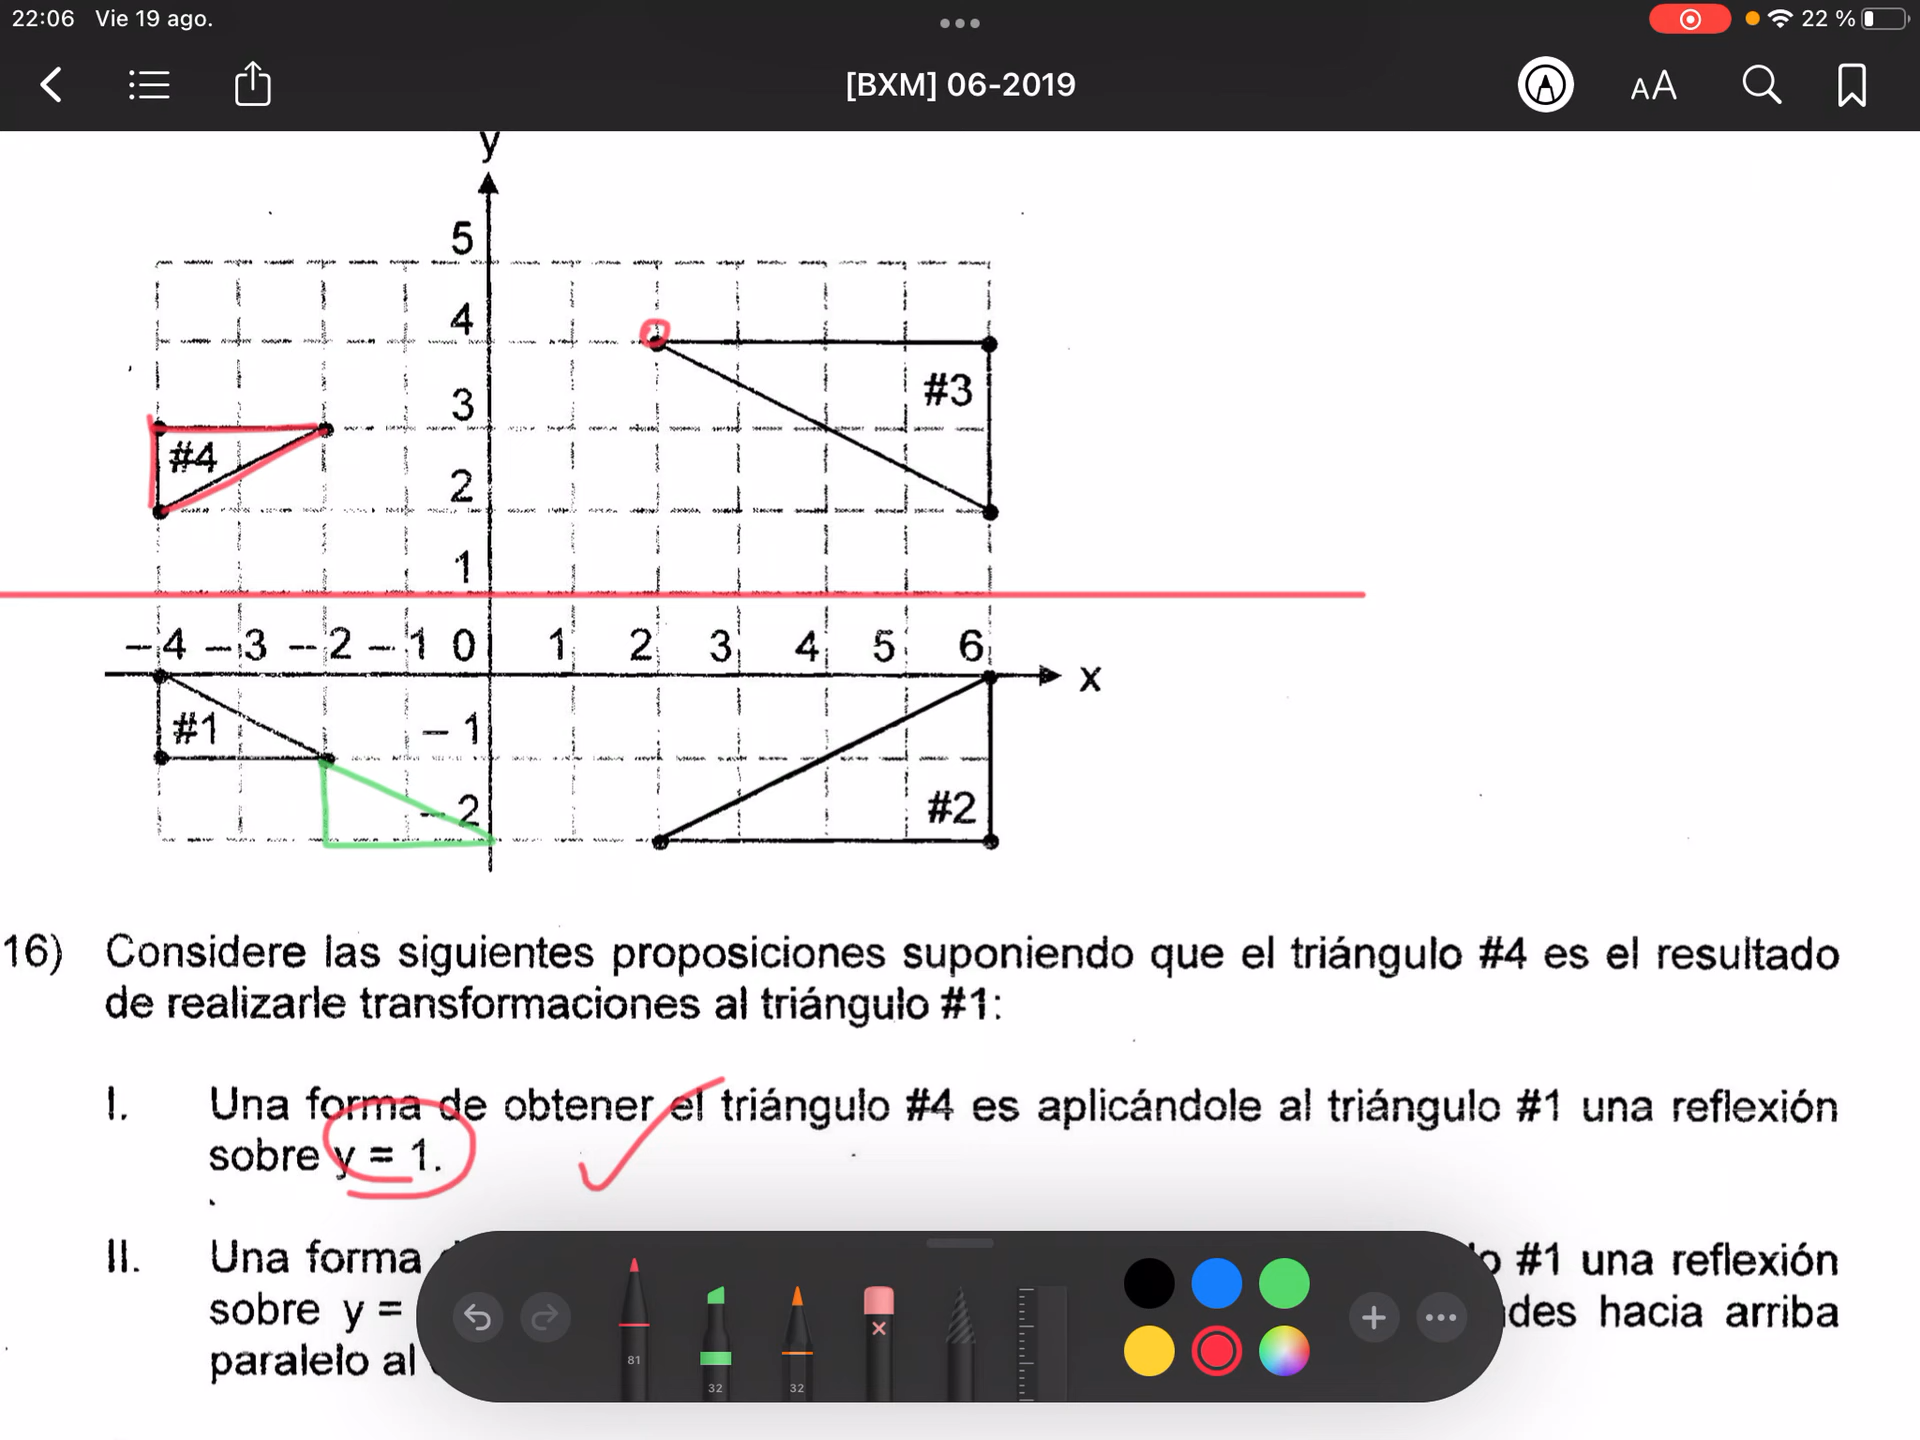 22:06 Vie 19 ago.
22 %
[BXM] 06-2019
AA
y
5
4
#3
3
#4
2
1
-4 -3 -2 -1 0 1 2 3 4 5 6
x
#1
-1
-2
#2
16) Considere las siguientes proposiciones suponiendo que el triángulo #4 es el resultado
de realizarle transformaciones al triángulo #1:
I. Una forma de obtener el triángulo #4 es aplicándole al triángulo #1 una reflexión
sobre y = 1.
II. Una forma #1 una reflexión
sobre y = hacia arriba
paralelo al
81
32
32